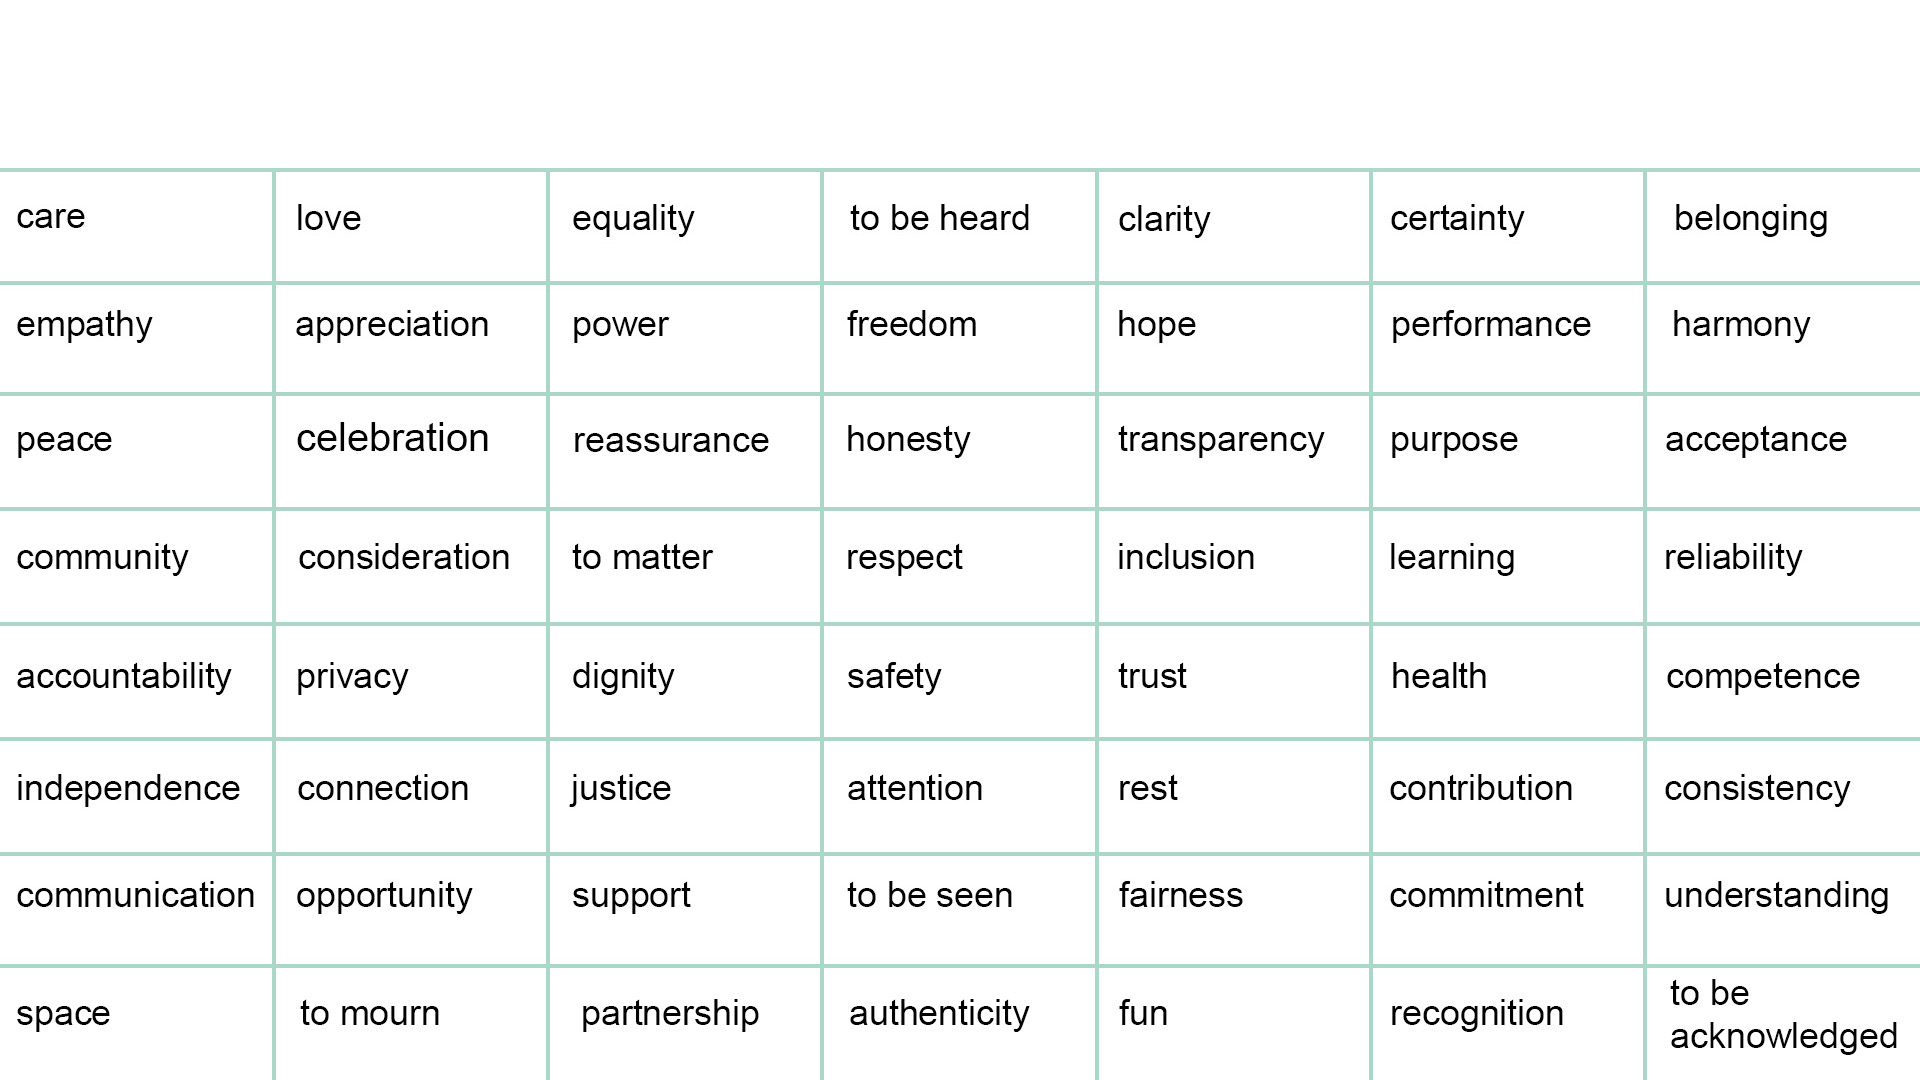 care love equality to be heard clarity certainty belonging
empathy appreciation power freedom hope performance harmony
peace celebration reassurance honesty transparency purpose acceptance
community consideration to matter respect inclusion learning reliability
accountability privacy dignity safety trust health competence
independence connection justice attention rest contribution consistency
communication opportunity support to be seen fairness commitment understanding
space to mourn partnership authenticity fun recognition to be
acknowledged